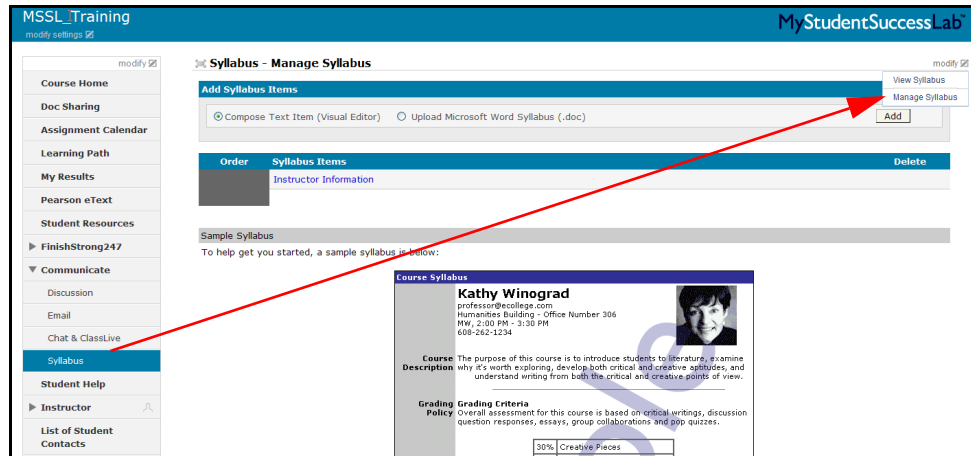 MSSL_Training
modify settings
MyStudentSuccessLab™
modify
Course Home
Doc Sharing
Assignment Calendar
Learning Path
My Results
Pearson eText
Student Resources
FinishStrong247
Communicate
Discussion
Email
Chat & ClassLive
Syllabus
Student Help
Instructor
List of Student
Contacts
Syllabus - Manage Syllabus
modify
View Syllabus
Manage Syllabus
Add Syllabus Items
Compose Text Item (Visual Editor) Upload Microsoft Word Syllabus (.doc) Add
Order Syllabus Items Delete
Instructor Information
Sample Syllabus
To help get you started, a sample syllabus is below:
Course Syllabus
Kathy Winograd
professor@ecollege.com
Humanities Building - Office Number 306
MW, 2:00 PM - 3:30 PM
608-262-1234
Course The purpose of this course is to introduce students to literature, examine
Description why it's worth exploring, develop both critical and creative aptitudes, and
understand writing from both the critical and creative points of view.
Grading Grading Criteria
Policy Overall assessment for this course is based on critical writings, discussion
question responses, essays, group collaborations and pop quizzes.
30% Creative Pieces